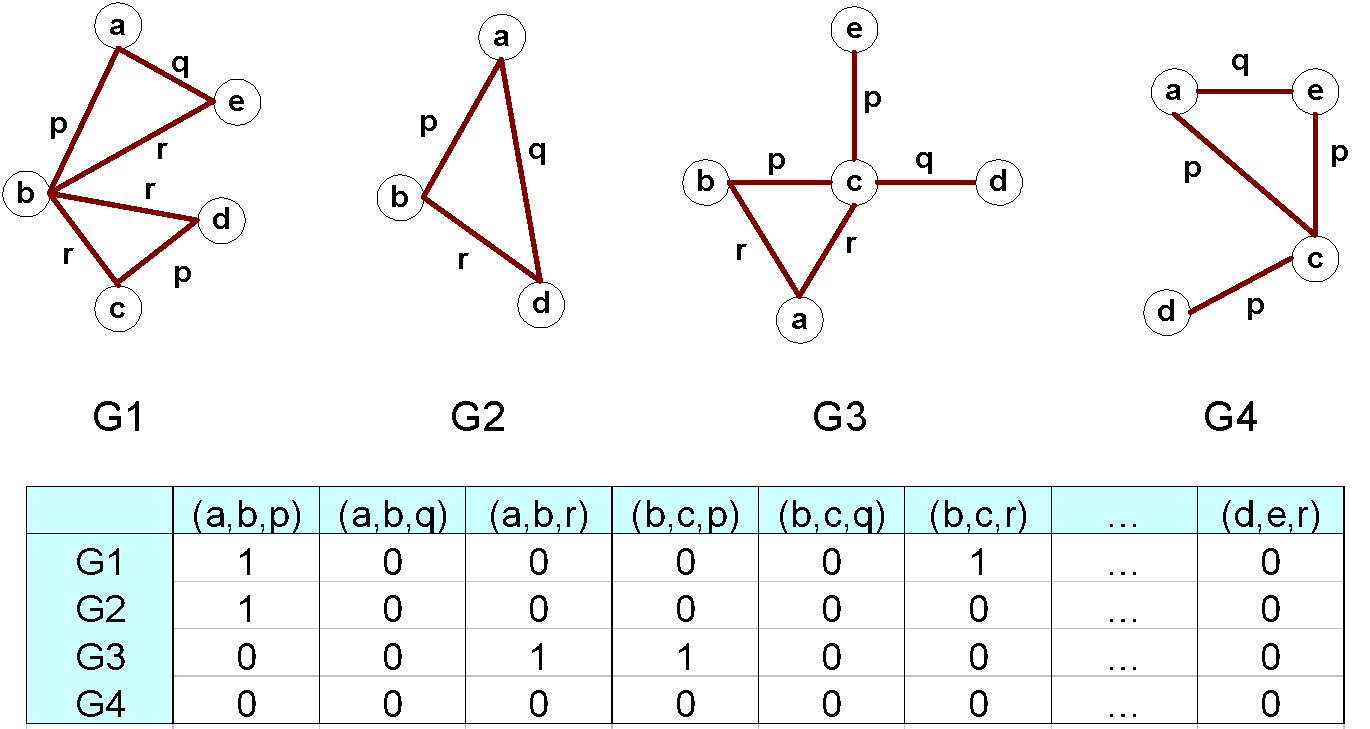 a
q
e
p
r
b
r
d
r
p
c
a
p
q
b
r
d
e
p
b
p
c
q
d
r
r
a
a
q
e
p
p
c
d
p
G1
G2
G3
G4
(a,b,p) (a,b,q) (a,b,r) (b,c,p) (b,c,q) (b,c,r) ... (d,e,r)
G1 1 0 0 0 0 1 ... 0
G2 1 0 0 0 0 0 ... 0
G3 0 0 1 1 0 0 ... 0
G4 0 0 0 0 0 0 ... 0